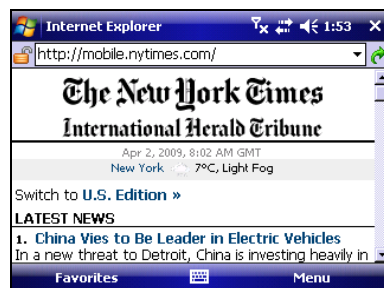 Internet Explorer 1:53
http://mobile.nytimes.com/
The New York Times
International Herald Tribune
Apr 2, 2009, 8:02 AM GMT
New York 7°C, Light Fog
Switch to U.S. Edition »
LATEST NEWS
1. China Vies to Be Leader in Electric Vehicles
In a new threat to Detroit, China is investing heavily in
Favorites Menu